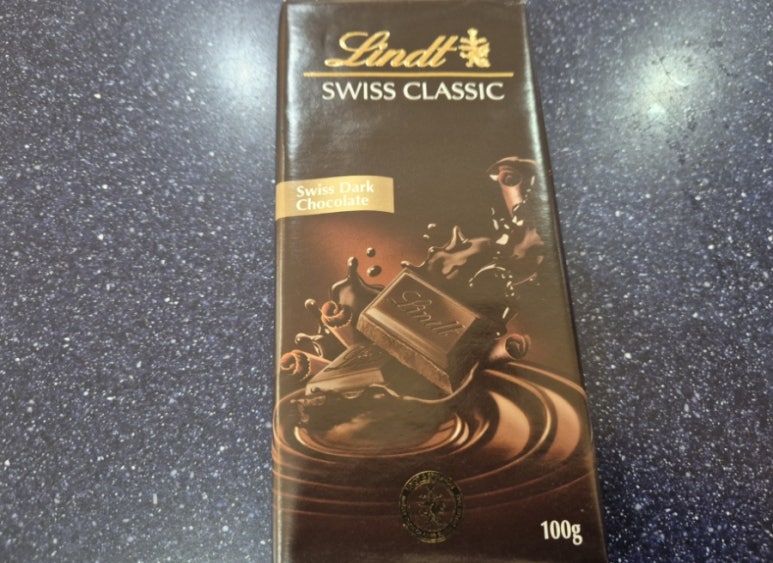 Lindt
SWISS CLASSIC
Swiss Dark
Chocolate
Lindt
100g